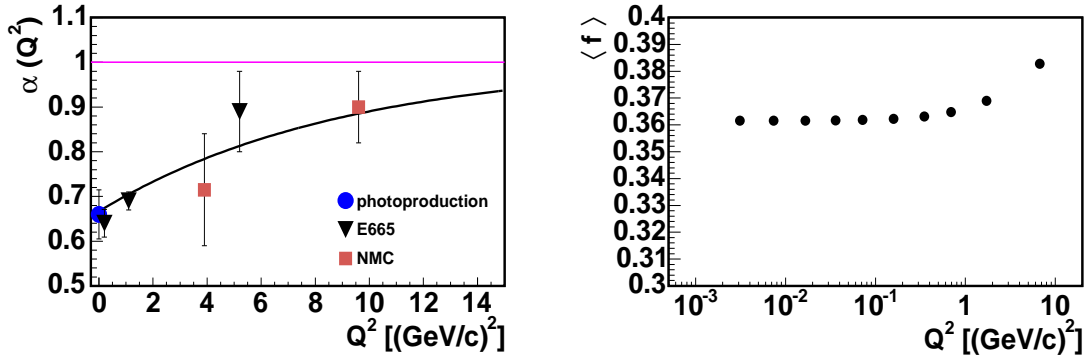 α (Q²)
1.1
1
0.9
0.8
0.7
0.6
0.5
0 2 4 6 8 10 12 14
Q² [(GeV/c)²]
photoproduction
E665
NMC
⟨ f ⟩
0.4
0.39
0.38
0.37
0.36
0.35
0.34
0.33
0.32
0.31
0.3
10⁻³ 10⁻² 10⁻¹ 1 10
Q² [(GeV/c)²]